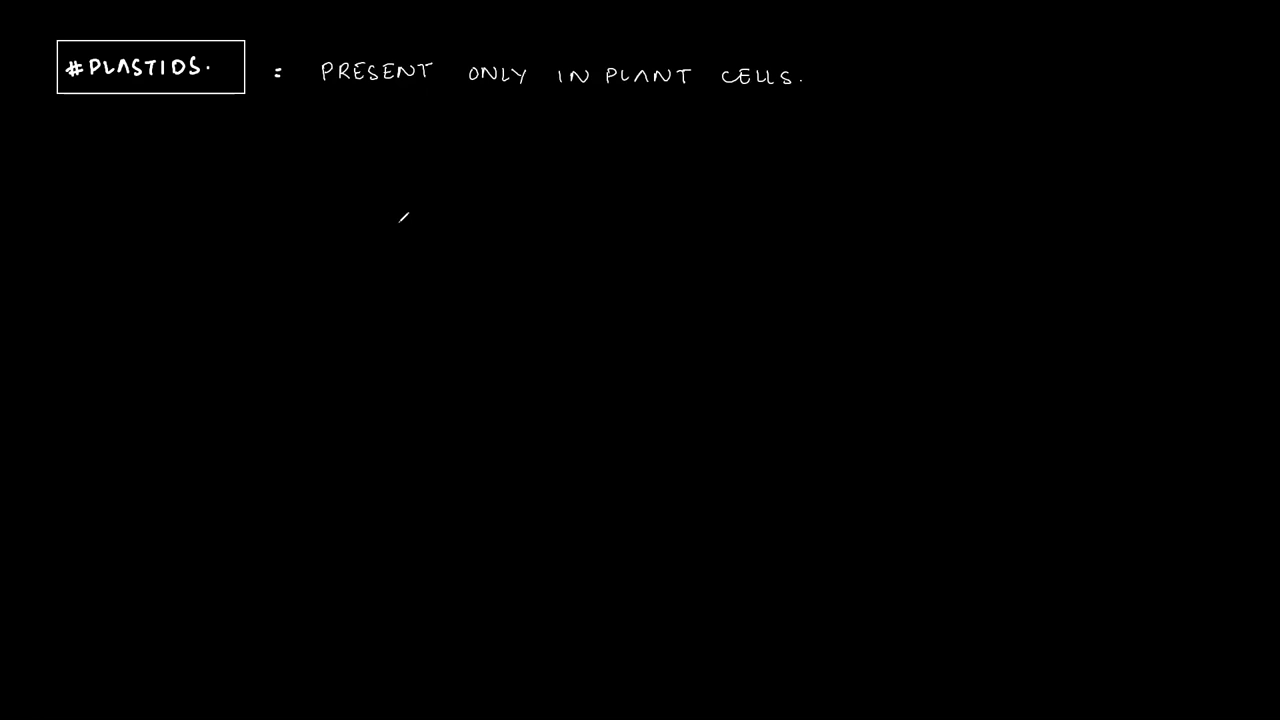 #PLASTIDS. : PRESENT ONLY IN PLANT CELLS.